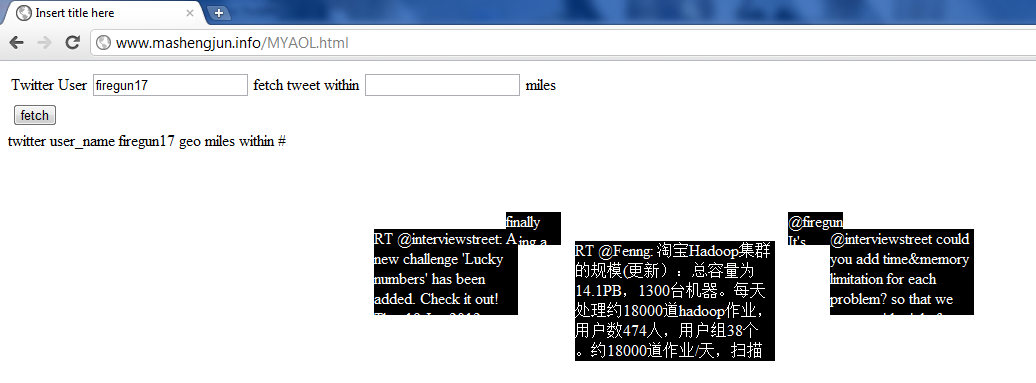 Insert title here
www.mashengjun.info/MYAOL.html
Twitter User firegun17 fetch tweet within miles
fetch
twitter user_name firegun17 geo miles within #
finally
ing a
RT @interviewstreet: A
new challenge 'Lucky
numbers' has been
added. Check it out!
RT @Fenng: 淘宝Hadoop集群
的规模(更新）：总容量为
14.1PB，1300台机器。每天
处理约18000道hadoop作业，
用户数474人，用户组38个
。约18000道作业/天，扫描
@firegun
It's
@interviewstreet could
you add time&memory
limitation for each
problem? so that we